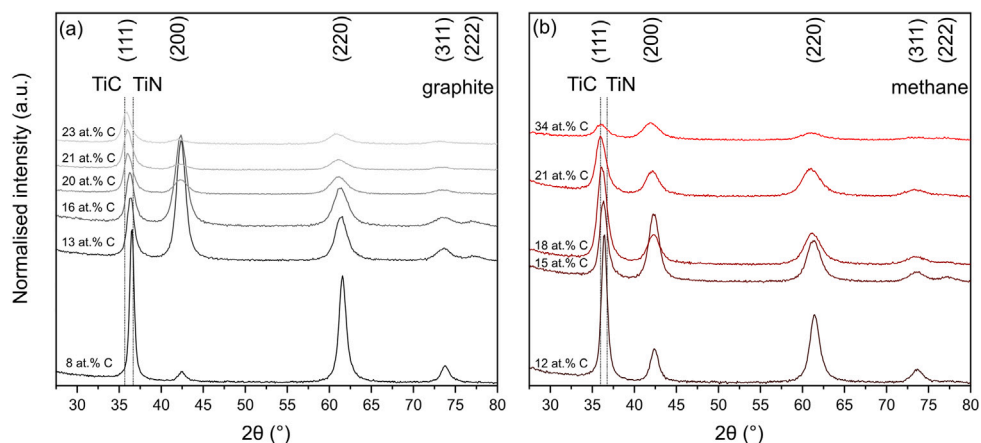 (a)
(111)
(200)
(220)
(311)
(222)
TiC TiN
graphite
23 at.% C
21 at.% C
20 at.% C
16 at.% C
13 at.% C
8 at.% C
Normalised intensity (a.u.)
30 35 40 45 50 55 60 65 70 75 80
2θ (°)
(b)
(111)
(200)
(220)
(311)
(222)
TiC TiN
methane
34 at.% C
21 at.% C
18 at.% C
15 at.% C
12 at.% C
30 35 40 45 50 55 60 65 70 75 80
2θ (°)